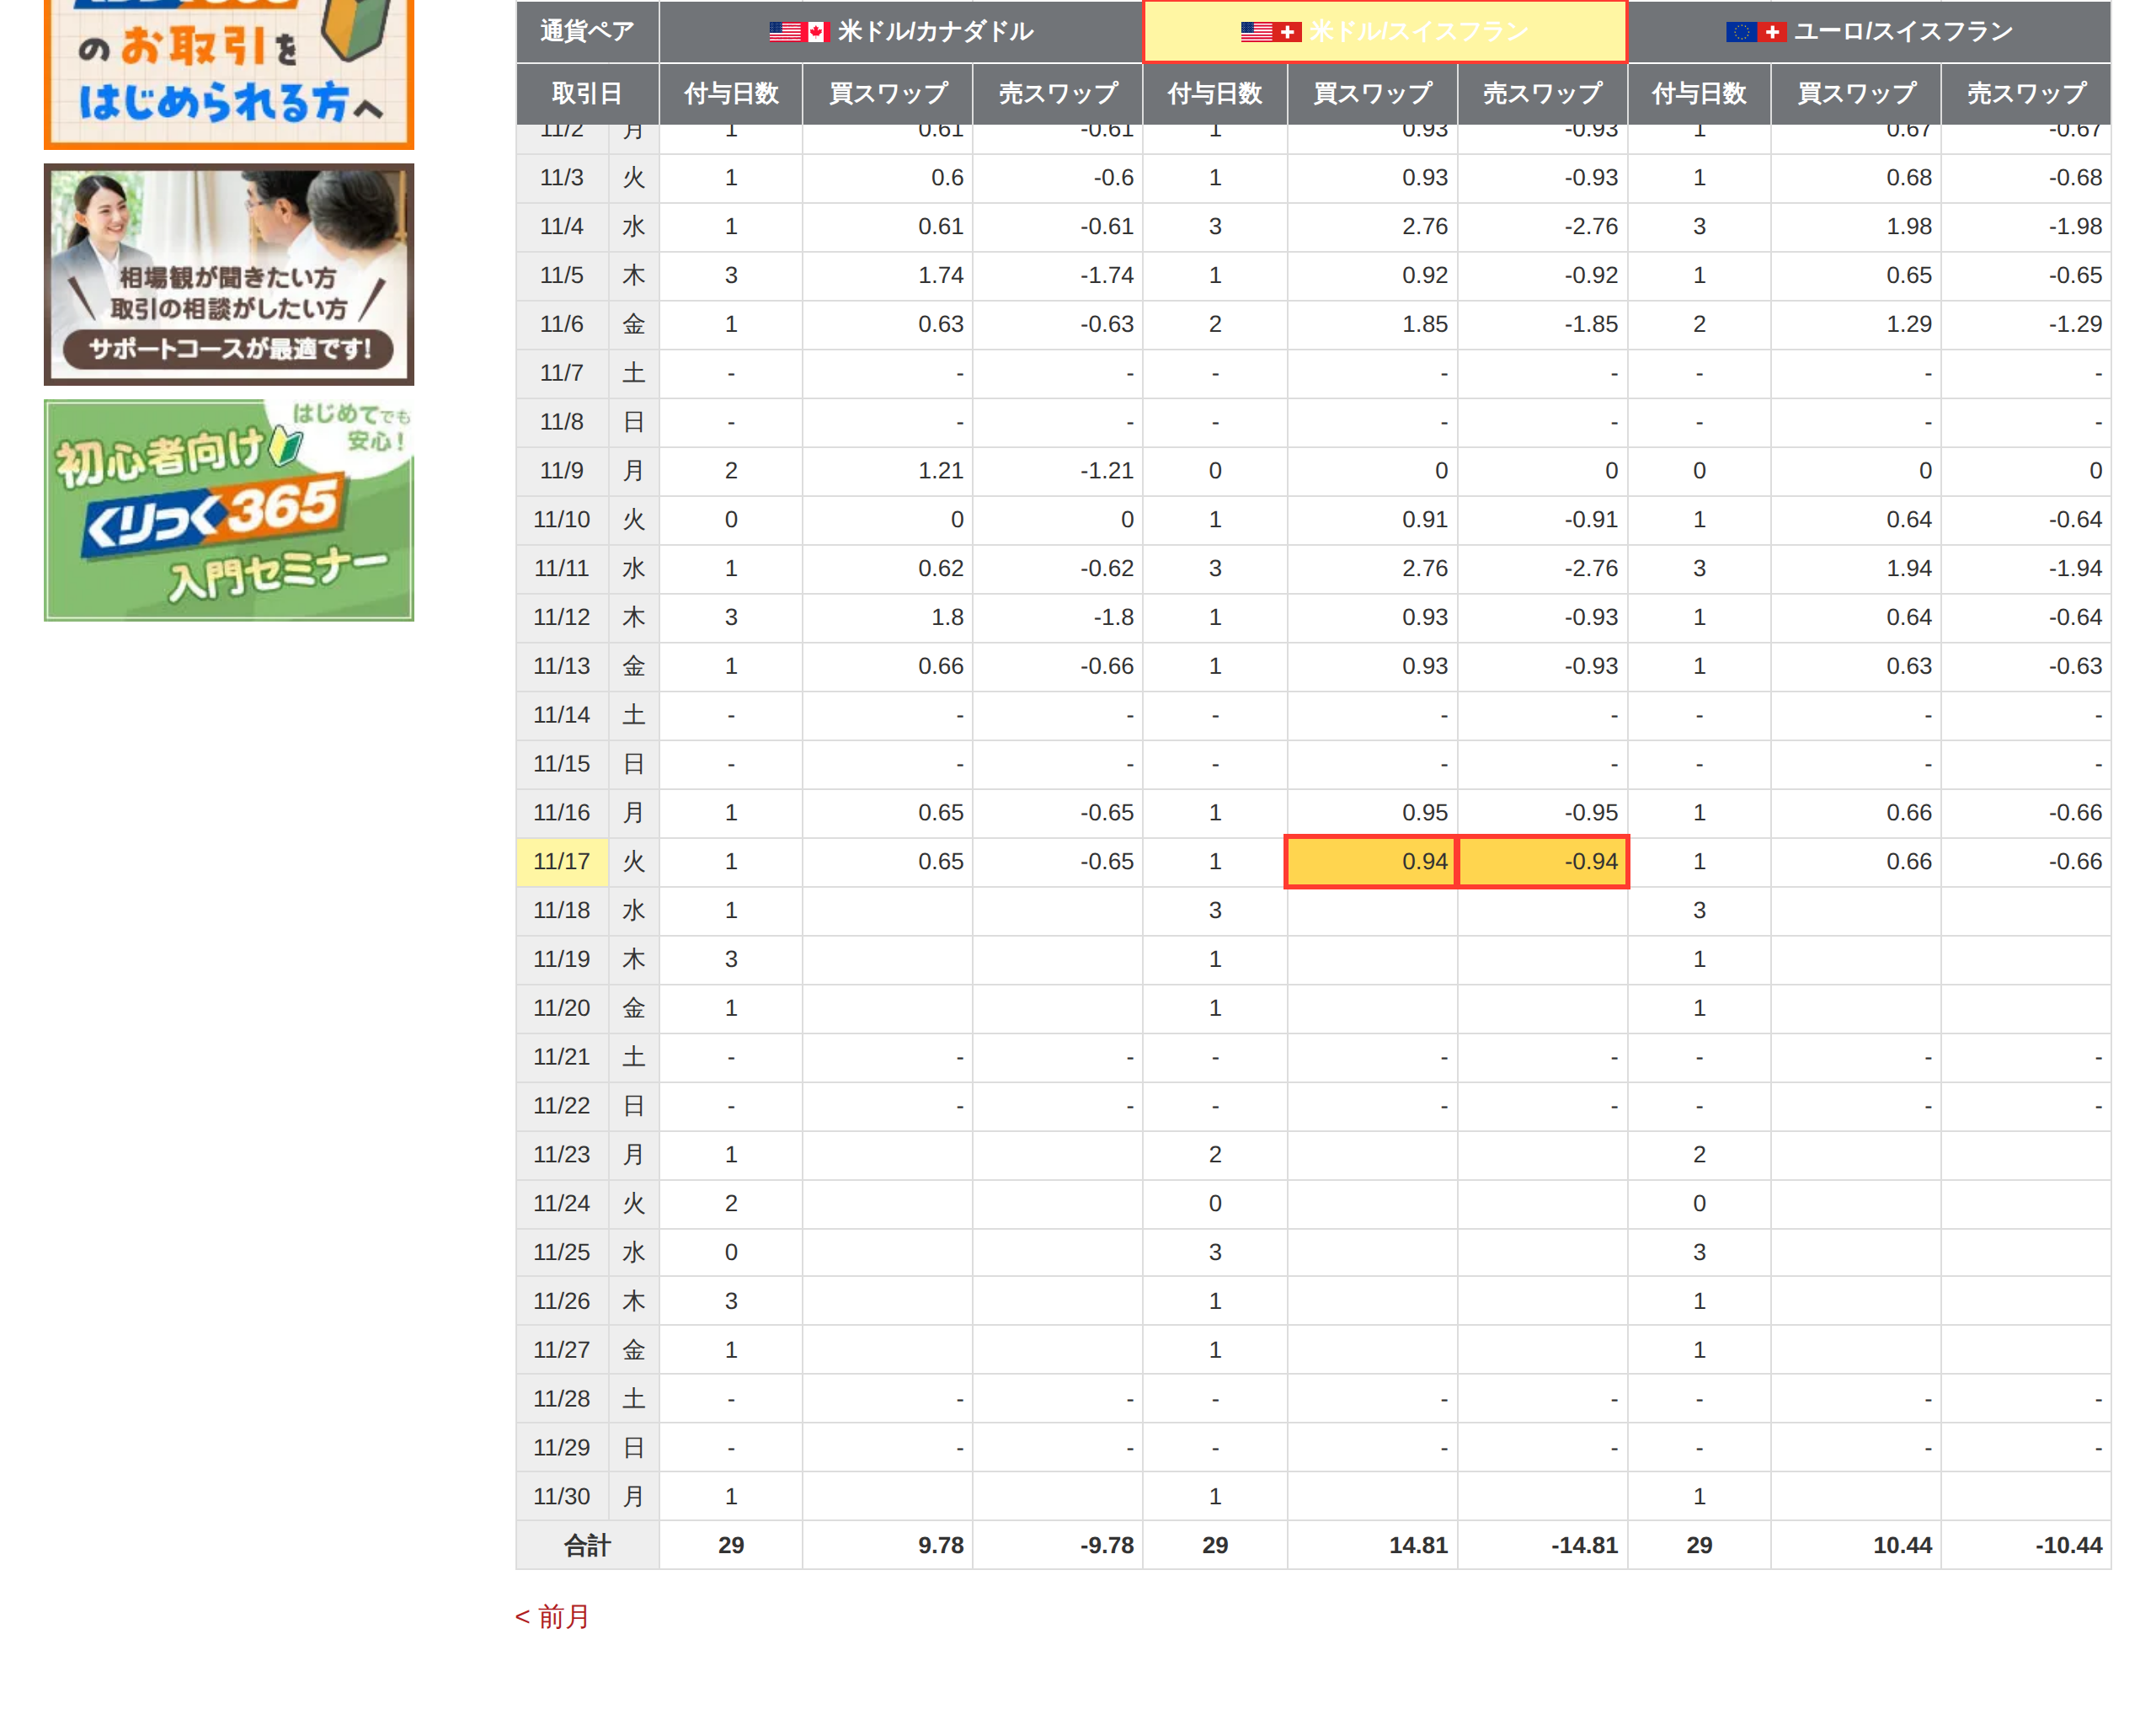 のお取引を
はじめられる方へ
相場観が聞きたい方
取引の相談がしたい方
サポートコースが最適です!
はじめてでも
安心!
初心者向け
くりっく365
入門セミナー
通貨ペア 米ドル/カナダドル 米ドル/スイスフラン ユーロ/スイスフラン
取引日 付与日数 買スワップ 売スワップ 付与日数 買スワップ 売スワップ 付与日数 買スワップ 売スワップ
11/2 月 1 0.61 -0.61 1 0.93 -0.93 1 0.67 -0.67
11/3 火 1 0.6 -0.6 1 0.93 -0.93 1 0.68 -0.68
11/4 水 1 0.61 -0.61 3 2.76 -2.76 3 1.98 -1.98
11/5 木 3 1.74 -1.74 1 0.92 -0.92 1 0.65 -0.65
11/6 金 1 0.63 -0.63 2 1.85 -1.85 2 1.29 -1.29
11/7 土 - - - - - - - - -
11/8 日 - - - - - - - - -
11/9 月 2 1.21 -1.21 0 0 0 0 0 0
11/10 火 0 0 0 1 0.91 -0.91 1 0.64 -0.64
11/11 水 1 0.62 -0.62 3 2.76 -2.76 3 1.94 -1.94
11/12 木 3 1.8 -1.8 1 0.93 -0.93 1 0.64 -0.64
11/13 金 1 0.66 -0.66 1 0.93 -0.93 1 0.63 -0.63
11/14 土 - - - - - - - - -
11/15 日 - - - - - - - - -
11/16 月 1 0.65 -0.65 1 0.95 -0.95 1 0.66 -0.66
11/17 火 1 0.65 -0.65 1 0.94 -0.94 1 0.66 -0.66
11/18 水 1 3 3
11/19 木 3 1 1
11/20 金 1 1 1
11/21 土 - - - - - - - - -
11/22 日 - - - - - - - - -
11/23 月 1 2 2
11/24 火 2 0 0
11/25 水 0 3 3
11/26 木 3 1 1
11/27 金 1 1 1
11/28 土 - - - - - - - - -
11/29 日 - - - - - - - - -
11/30 月 1 1 1
合計 29 9.78 -9.78 29 14.81 -14.81 29 10.44 -10.44
< 前月